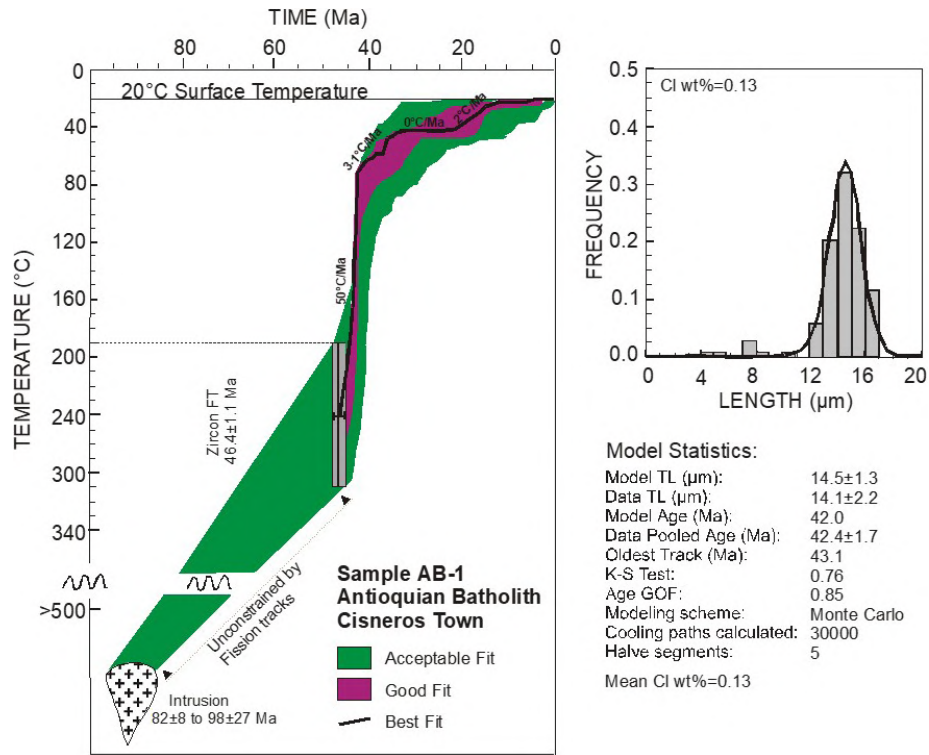 TIME (Ma)
80
60
40
20
0
0
40
80
120
160
200
240
300
340
>500
TEMPERATURE (°C)
20°C Surface Temperature
3.1°C/Ma
0°C/Ma
2°C/Ma
50°C/Ma
Zircon FT
46.4±1.1 Ma
Unconstrained by
Fission tracks
Intrusion
82±8 to 98±27 Ma
Sample AB-1
Antioquian Batholith
Cisneros Town
Acceptable Fit
Good Fit
Best Fit
Cl wt%=0.13
FREQUENCY
0.5
0.4
0.3
0.2
0.1
0.0
0
4
8
12
16
20
LENGTH (µm)
Model Statistics:
Model TL (µm): 14.5±1.3
Data TL (µm): 14.1±2.2
Model Age (Ma): 42.0
Data Pooled Age (Ma): 42.4±1.7
Oldest Track (Ma): 43.1
K-S Test: 0.76
Age GOF: 0.85
Modeling scheme: Monte Carlo
Cooling paths calculated: 30000
Halve segments: 5
Mean Cl wt%=0.13